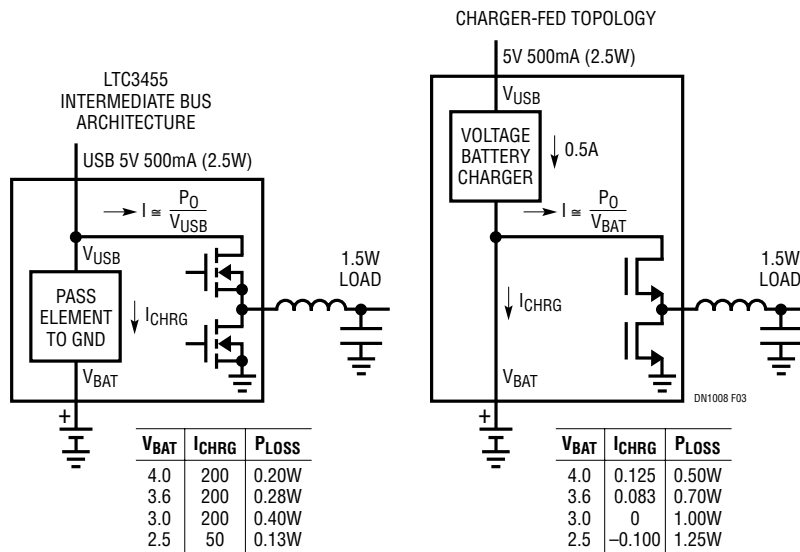 LTC3455
INTERMEDIATE BUS
ARCHITECTURE
USB 5V 500mA (2.5W)
I ≅ PO / VUSB
VUSB
PASS
ELEMENT
TO GND
ICHRG
VBAT
+
1.5W
LOAD
VBAT ICHRG PLOSS
4.0 200 0.20W
3.6 200 0.28W
3.0 200 0.40W
2.5 50 0.13W
CHARGER-FED TOPOLOGY
5V 500mA (2.5W)
VUSB
VOLTAGE
BATTERY
CHARGER
0.5A
I ≅ PO / VBAT
ICHRG
VBAT
+
1.5W
LOAD
DN1008 F03
VBAT ICHRG PLOSS
4.0 0.125 0.50W
3.6 0.083 0.70W
3.0 0 1.00W
2.5 –0.100 1.25W